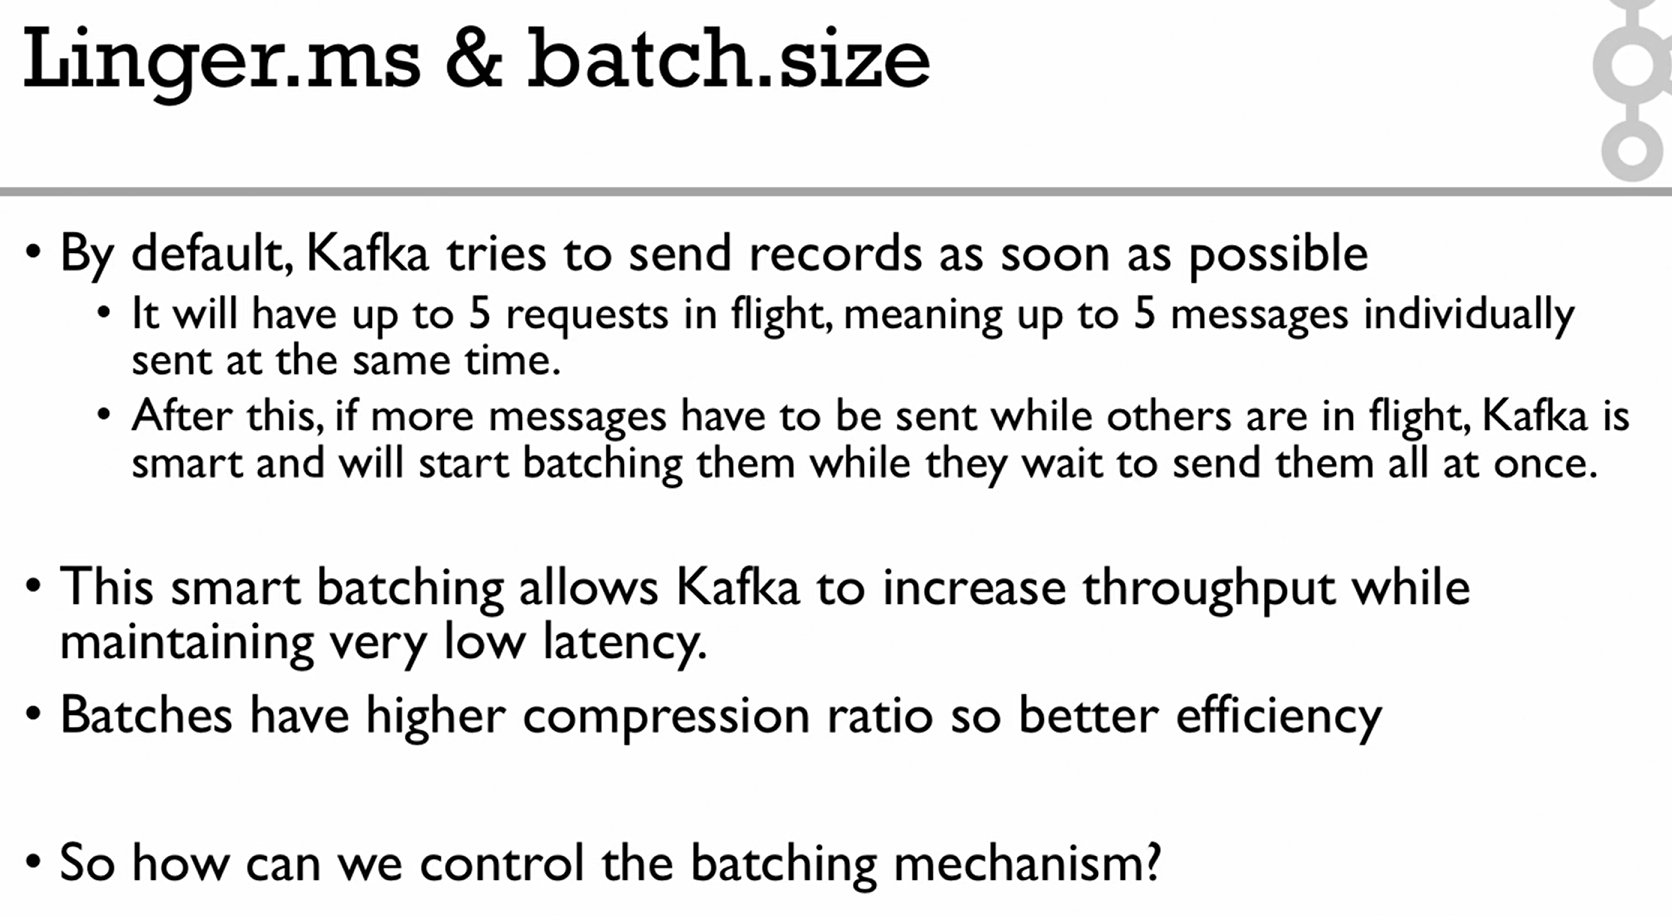 Linger.ms & batch.size
• By default, Kafka tries to send records as soon as possible
• It will have up to 5 requests in flight, meaning up to 5 messages individually
sent at the same time.
• After this, if more messages have to be sent while others are in flight, Kafka is
smart and will start batching them while they wait to send them all at once.
• This smart batching allows Kafka to increase throughput while
maintaining very low latency.
• Batches have higher compression ratio so better efficiency
• So how can we control the batching mechanism?